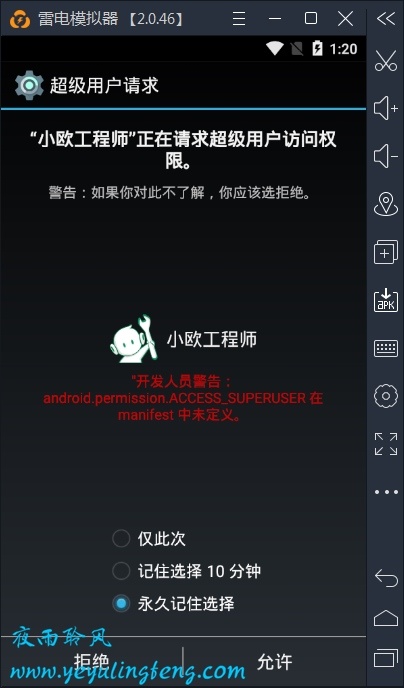 雷电模拟器 【2.0.46】
1:20
超级用户请求
“小欧工程师”正在请求超级用户访问权
限。
警告：如果你对此不了解，你应该选拒绝。
小欧工程师
"开发人员警告：
android.permission.ACCESS_SUPERUSER 在
manifest 中未定义。
仅此次
记住选择 10 分钟
永久记住选择
夜雨聆风
拒绝
允许
www.yeyulingfeng.com
APK